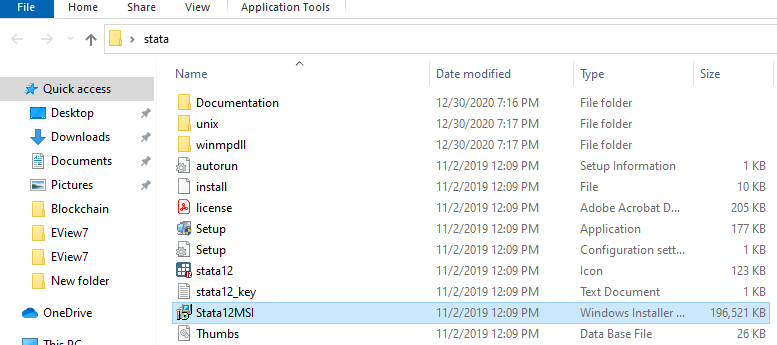 File Home Share View Application Tools
stata
Name Date modified Type Size
Quick access
Desktop
Downloads
Documents
Pictures
Blockchain
EView7
EView7
New folder
OneDrive
This PC
Documentation 12/30/2020 7:16 PM File folder
unix 12/30/2020 7:17 PM File folder
winmpdll 12/30/2020 7:17 PM File folder
autorun 11/2/2019 12:09 PM Setup Information 1 KB
install 11/2/2019 12:09 PM File 10 KB
license 11/2/2019 12:09 PM Adobe Acrobat D... 205 KB
Setup 11/2/2019 12:09 PM Application 177 KB
Setup 11/2/2019 12:09 PM Configuration sett... 1 KB
stata12 11/2/2019 12:09 PM Icon 123 KB
stata12_key 11/2/2019 12:09 PM Text Document 1 KB
Stata12MSI 11/2/2019 12:09 PM Windows Installer ... 196,521 KB
Thumbs 11/2/2019 12:09 PM Data Base File 26 KB